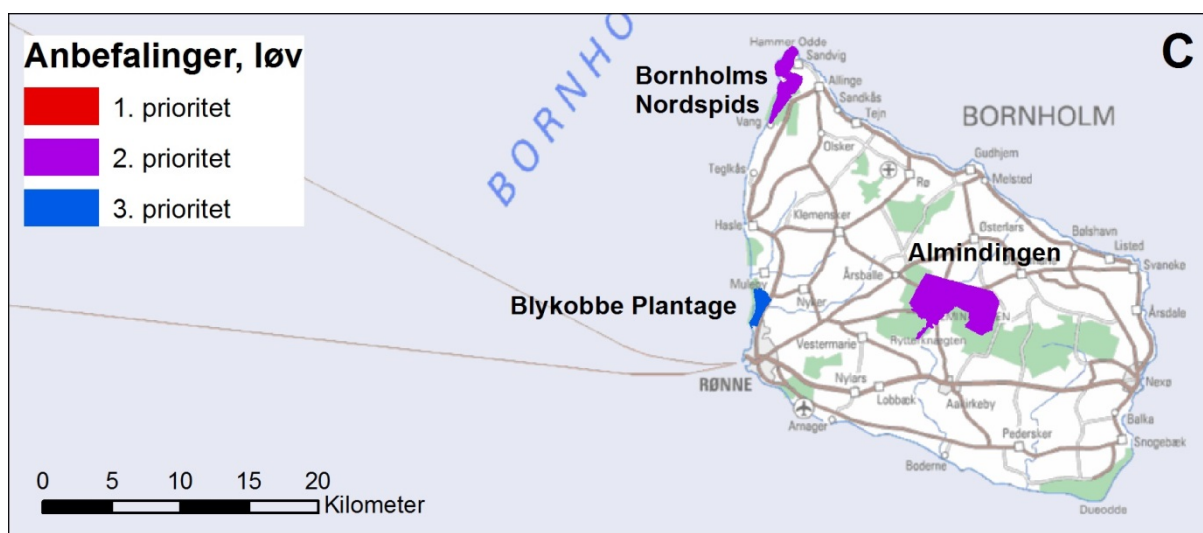 Anbefalinger, løv
1. prioritet
2. prioritet
3. prioritet
C
BORNHO
Hammer Odde
Sandvig
Bornholms
Nordspids
Allinge
Sandkås
Tejn
Vang
Olsker
BORNHOLM
Gudhjem
Melsted
Teglkås
Rø
Hasle
Klemensker
Østerlars
Bølshavn
Listed
Svaneke
Almindingen
Årsballe
Muleby
Blykobbe Plantage
Nyker
Årsdale
Rytterknægten
Vestermarie
RØNNE
Nylars
Lobbæk
Aakirkeby
Nexø
Balka
Arnager
Pedersker
Snogebæk
Boderne
Dueodde
0 5 10 15 20
Kilometer